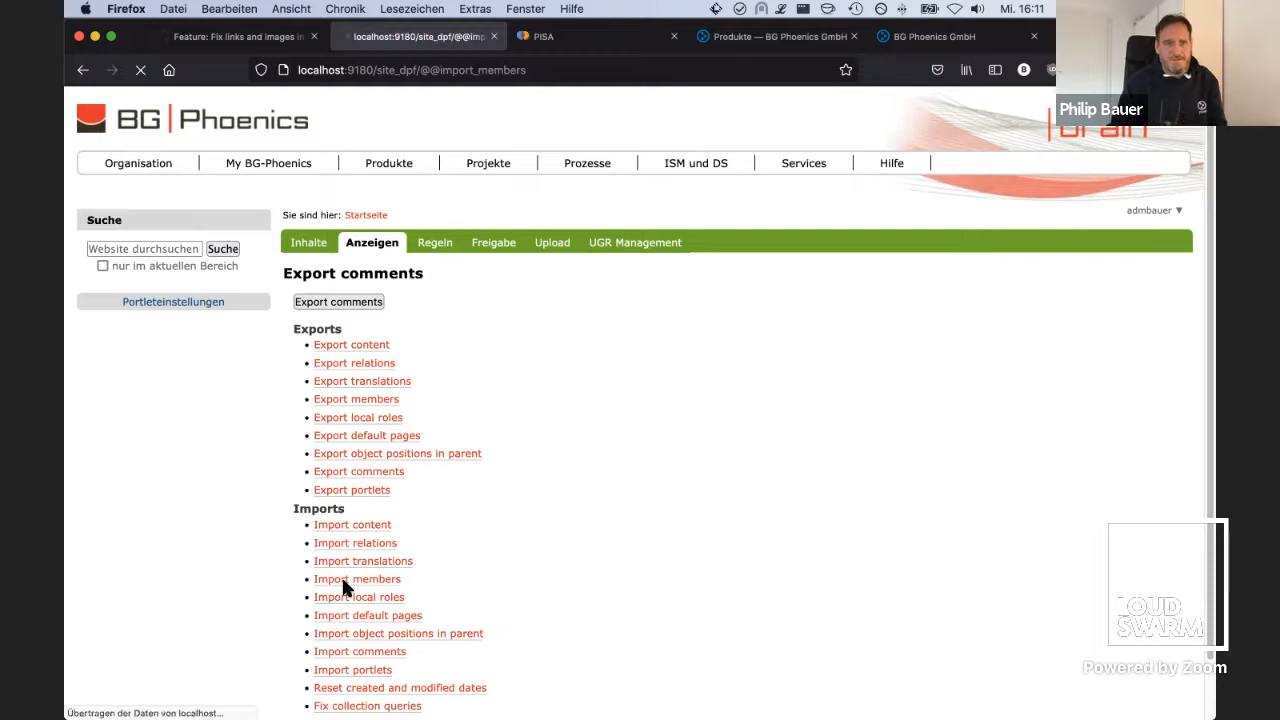 Firefox Datei Bearbeiten Ansicht Chronik Lesezeichen Extras Fenster Hilfe Mi. 16:11
Feature: Fix links and images in
localhost:9180/site_dpf/@@imp
PISA
Produkte — BG Phoenics GmbH
BG Phoenics GmbH
localhost:9180/site_dpf/@@import_members
Philip Bauer
BG|Phoenics
Organisation My BG-Phoenics Produkte Projekte Prozesse ISM und DS Services Hilfe
Suche
Sie sind hier: Startseite
admbauer ▼
Website durchsuchen Suche
nur im aktuellen Bereich
Portleteinstellungen
Inhalte Anzeigen Regeln Freigabe Upload UGR Management
Export comments
Export comments
Exports
• Export content
• Export relations
• Export translations
• Export members
• Export local roles
• Export default pages
• Export object positions in parent
• Export comments
• Export portlets
Imports
• Import content
• Import relations
• Import translations
• Import members
• Import local roles
• Import default pages
• Import object positions in parent
• Import comments
• Import portlets
• Reset created and modified dates
• Fix collection queries
LOUD
SWARM
Powered by Zoom
Übertragen der Daten von localhost...